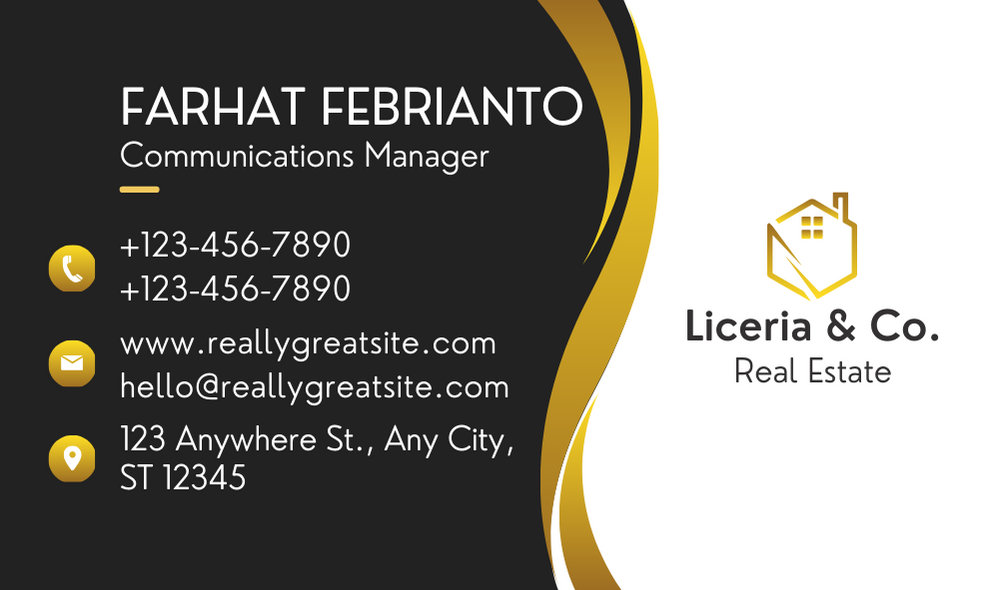 FARHAT FEBRIANTO
Communications Manager
+123-456-7890
+123-456-7890
www.reallygreatsite.com
hello@reallygreatsite.com
123 Anywhere St., Any City,
ST 12345
Liceria & Co.
Real Estate